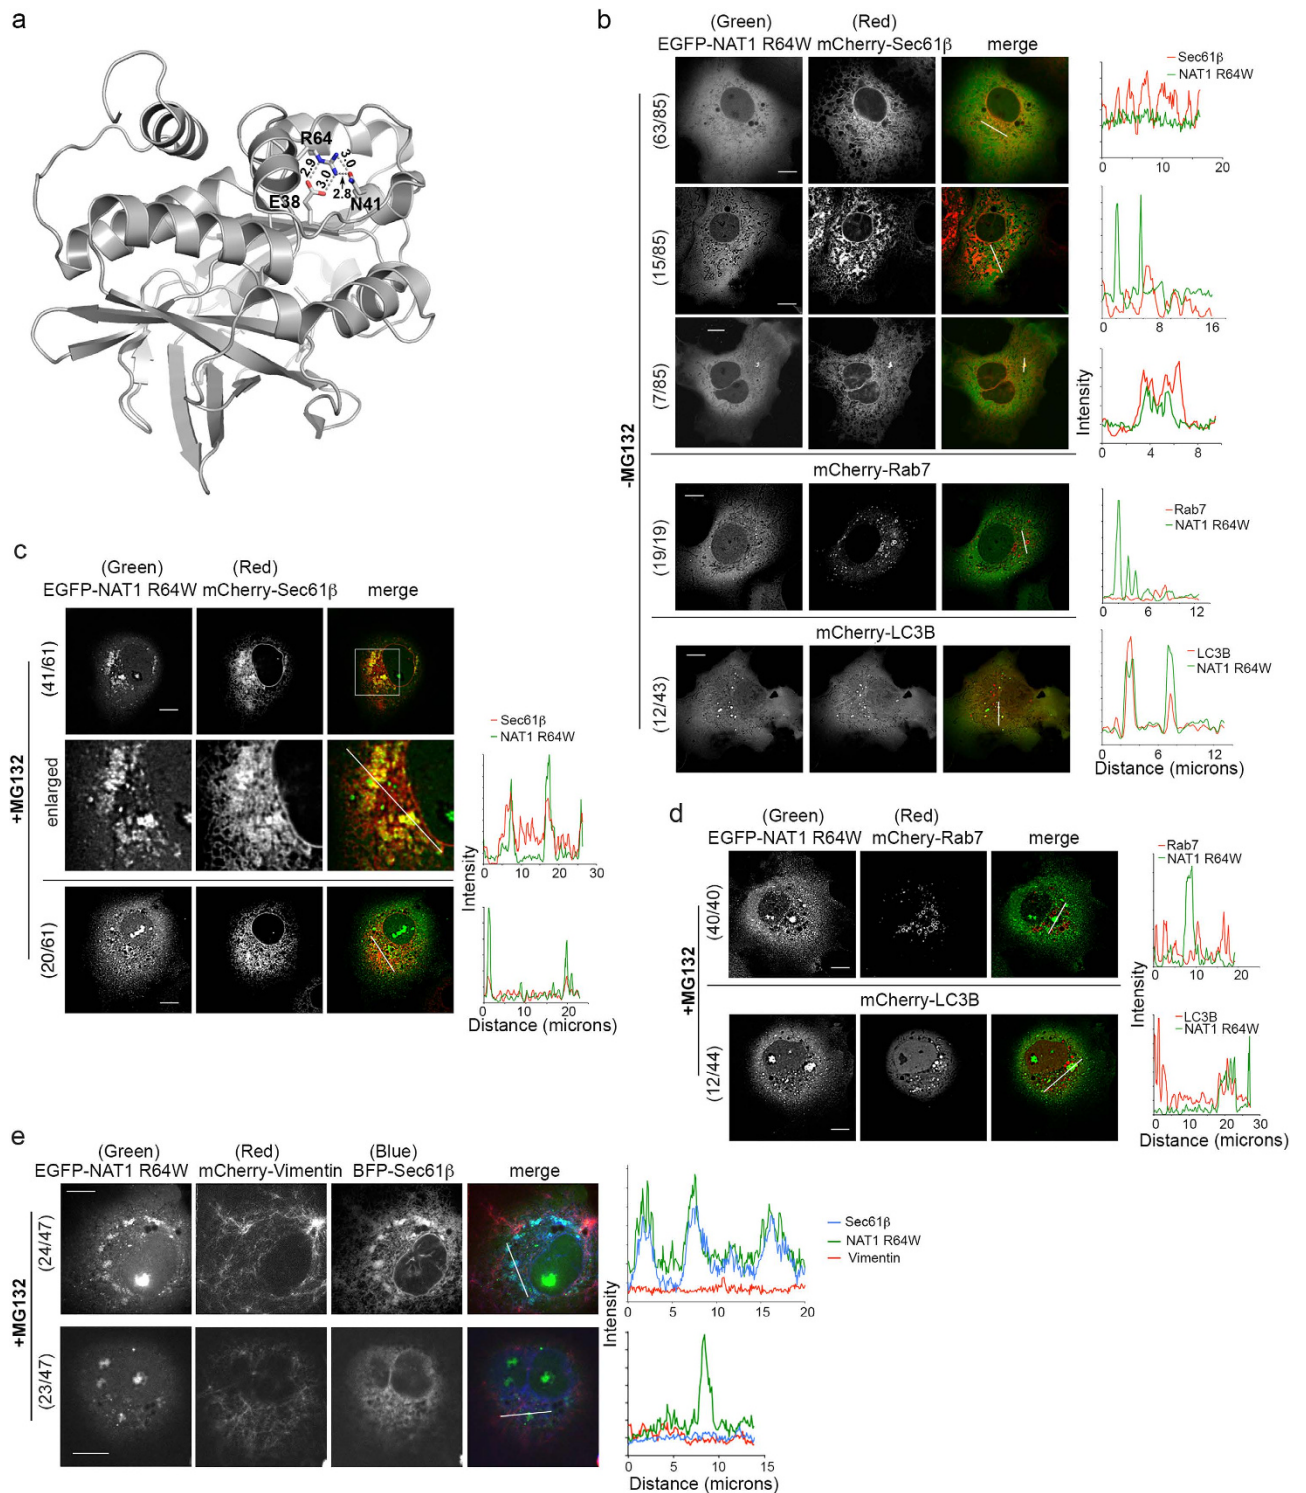 a
R64
2.9
3.0
3.0
2.8
E38
N41
b
(Green)
(Red)
EGFP-NAT1 R64W
mCherry-Sec61β
merge
-MG132
(63/85)
Sec61β
NAT1 R64W
0
10
20
(15/85)
0
8
16
(7/85)
Intensity
0
4
8
mCherry-Rab7
(19/19)
Rab7
NAT1 R64W
0
6
12
mCherry-LC3B
(12/43)
LC3B
NAT1 R64W
0
6
12
Distance (microns)
c
(Green)
(Red)
EGFP-NAT1 R64W
mCherry-Sec61β
merge
+MG132
(41/61)
enlarged
Sec61β
NAT1 R64W
0
10
20
30
Intensity
(20/61)
0
20
Distance (microns)
d
(Green)
(Red)
EGFP-NAT1 R64W
mChery-Rab7
merge
+MG132
(40/40)
Rab7
NAT1 R64W
0
10
20
Intensity
mCherry-LC3B
(12/44)
LC3B
NAT1 R64W
0
10
20
30
Distance (microns)
e
(Green)
(Red)
(Blue)
EGFP-NAT1 R64W
mCherry-Vimentin
BFP-Sec61β
merge
+MG132
(24/47)
Sec61β
NAT1 R64W
Vimentin
0
5
10
15
20
Intensity
(23/47)
0
5
10
15
Distance (microns)